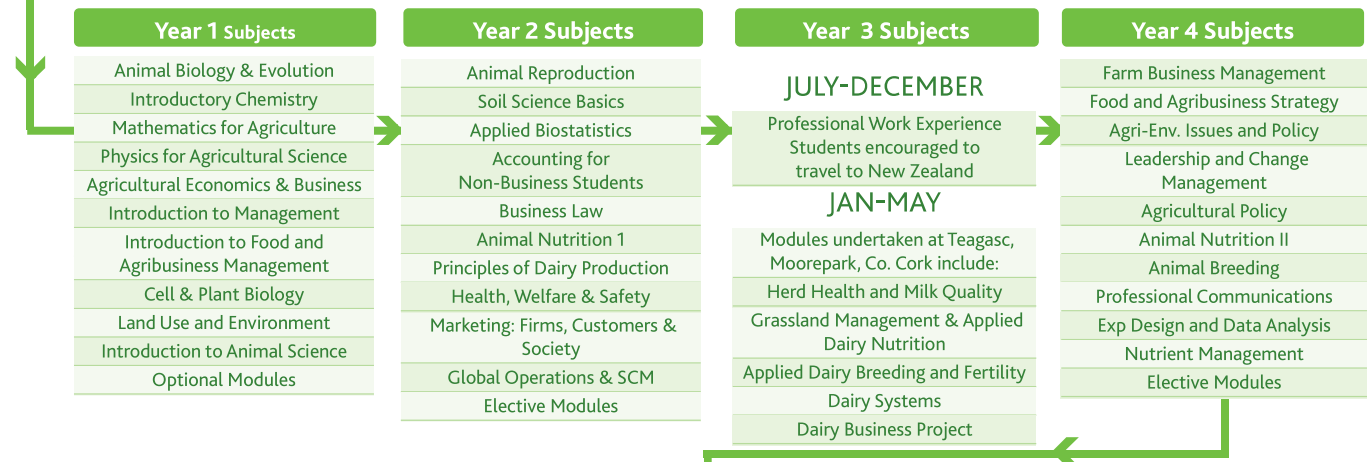 Year 1 Subjects
Animal Biology & Evolution
Introductory Chemistry
Mathematics for Agriculture
Physics for Agricultural Science
Agricultural Economics & Business
Introduction to Management
Introduction to Food and
Agribusiness Management
Cell & Plant Biology
Land Use and Environment
Introduction to Animal Science
Optional Modules
Year 2 Subjects
Animal Reproduction
Soil Science Basics
Applied Biostatistics
Accounting for
Non-Business Students
Business Law
Animal Nutrition 1
Principles of Dairy Production
Health, Welfare & Safety
Marketing: Firms, Customers &
Society
Global Operations & SCM
Elective Modules
Year 3 Subjects
JULY-DECEMBER
Professional Work Experience
Students encouraged to
travel to New Zealand
JAN-MAY
Modules undertaken at Teagasc,
Moorepark, Co. Cork include:
Herd Health and Milk Quality
Grassland Management & Applied
Dairy Nutrition
Applied Dairy Breeding and Fertility
Dairy Systems
Dairy Business Project
Year 4 Subjects
Farm Business Management
Food and Agribusiness Strategy
Agri-Env. Issues and Policy
Leadership and Change
Management
Agricultural Policy
Animal Nutrition II
Animal Breeding
Professional Communications
Exp Design and Data Analysis
Nutrient Management
Elective Modules